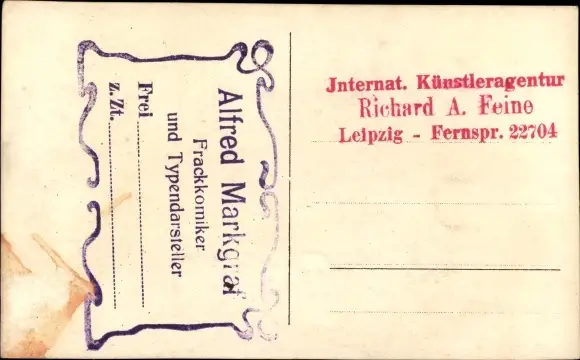 Alfred Markgraf
Frackkomiker
und Typendarsteller
Frei
z. Zt.
Jnternat. Künstleragentur
Richard A. Feine
Leipzig - Fernspr. 22704